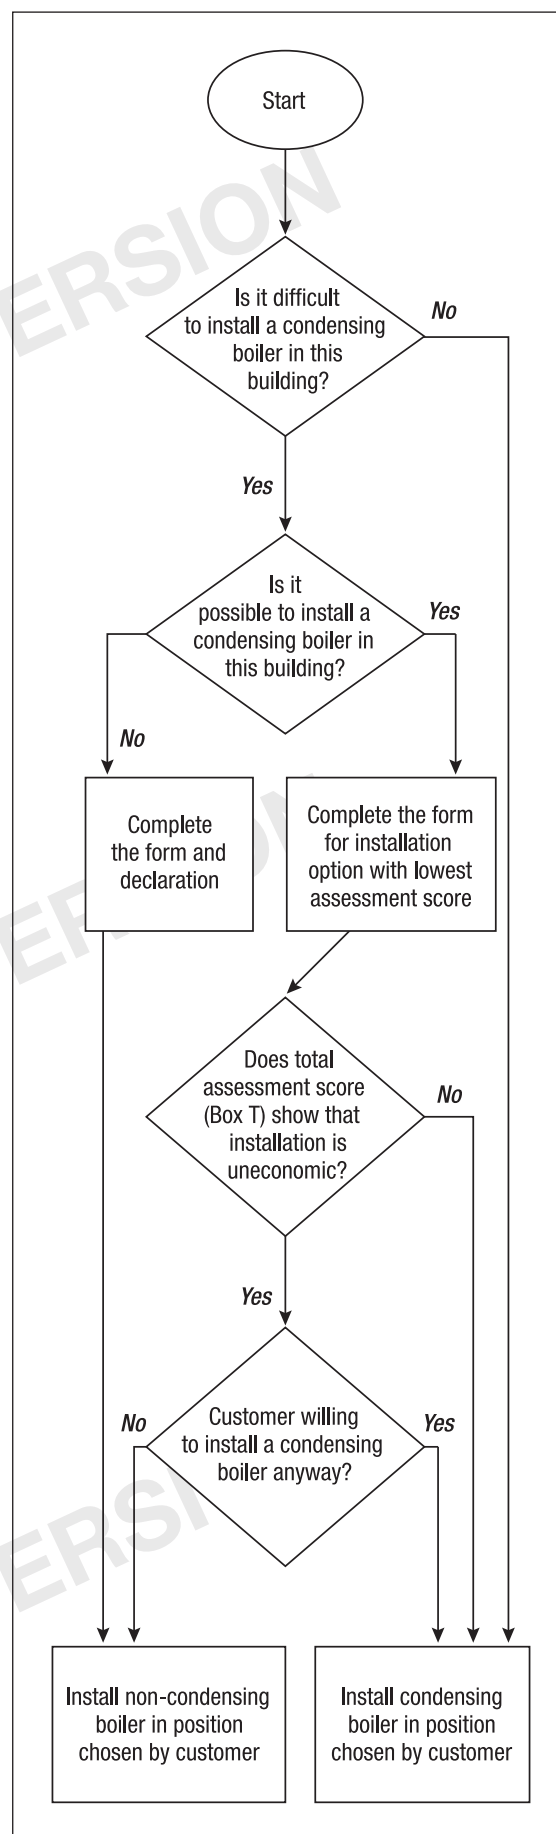 Start
Is it difficult
to install a condensing
boiler in this
building?
No
Yes
Is it
possible to install a
condensing boiler in
this building?
Yes
No
Complete
the form and
declaration
Complete the form
for installation
option with lowest
assessment score
Does total
assessment score
(Box T) show that
installation is
uneconomic?
No
Yes
Customer willing
to install a condensing
boiler anyway?
No
Yes
Install non-condensing
boiler in position
chosen by customer
Install condensing
boiler in position
chosen by customer
ERSION
ERSION
ERSION